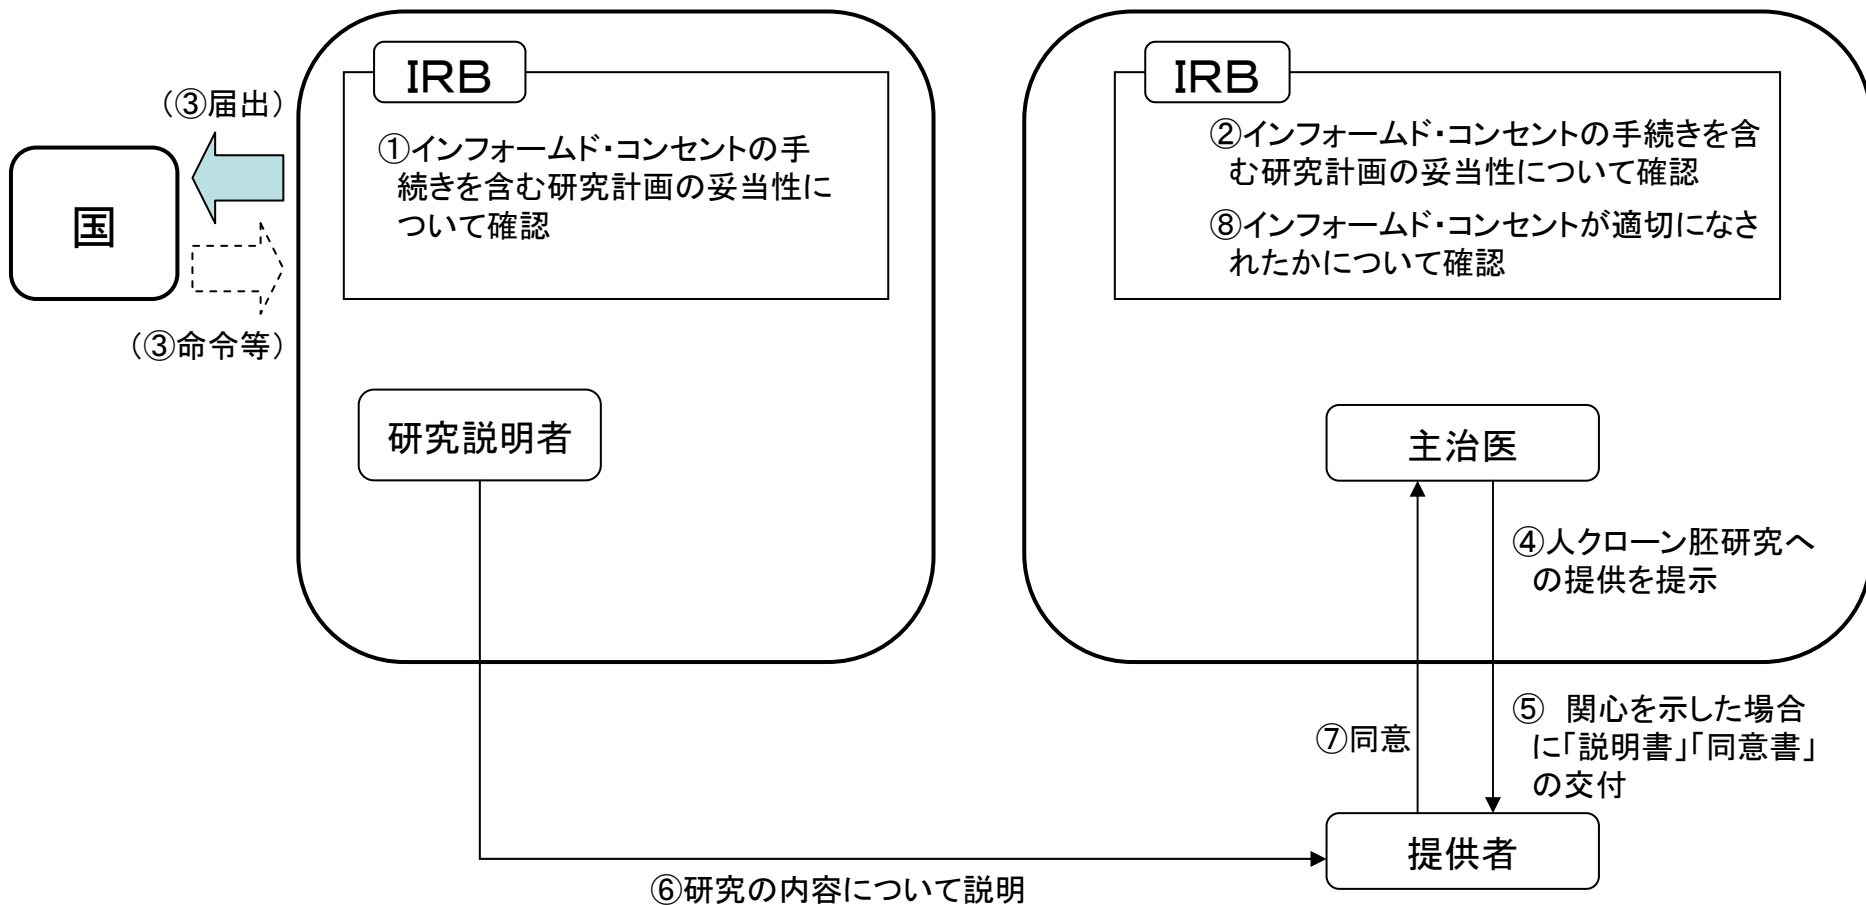 （③届出）
国
（③命令等）
IRB
①インフォームド・コンセントの手
続きを含む研究計画の妥当性に
ついて確認
研究説明者
IRB
②インフォームド・コンセントの手続きを含
む研究計画の妥当性について確認
⑧インフォームド・コンセントが適切になさ
れたかについて確認
主治医
④人クローン胚研究へ
の提供を提示
⑤　関心を示した場合
に「説明書」「同意書」
の交付
⑦同意
提供者
⑥研究の内容について説明